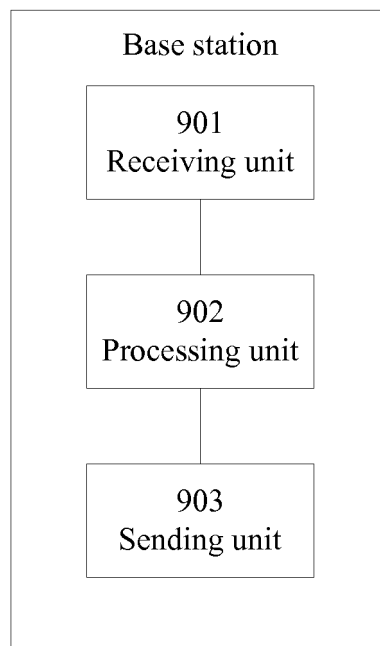 Base station
901
Receiving unit
902
Processing unit
903
Sending unit